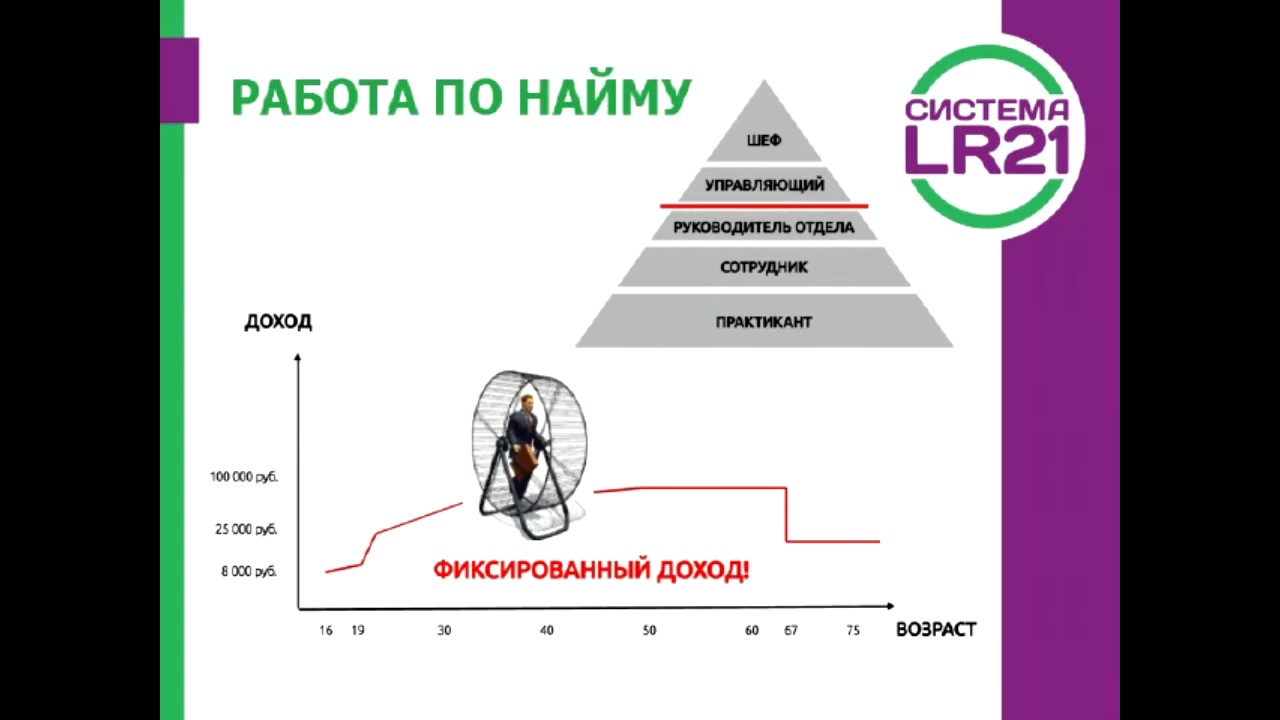 РАБОТА ПО НАЙМУ
СИСТЕМА
LR21
ШЕФ
УПРАВЛЯЮЩИЙ
РУКОВОДИТЕЛЬ ОТДЕЛА
СОТРУДНИК
ПРАКТИКАНТ
ДОХОД
100 000 руб.
25 000 руб.
8 000 руб.
ФИКСИРОВАННЫЙ ДОХОД!
16 19 30 40 50 60 67 75 ВОЗРАСТ